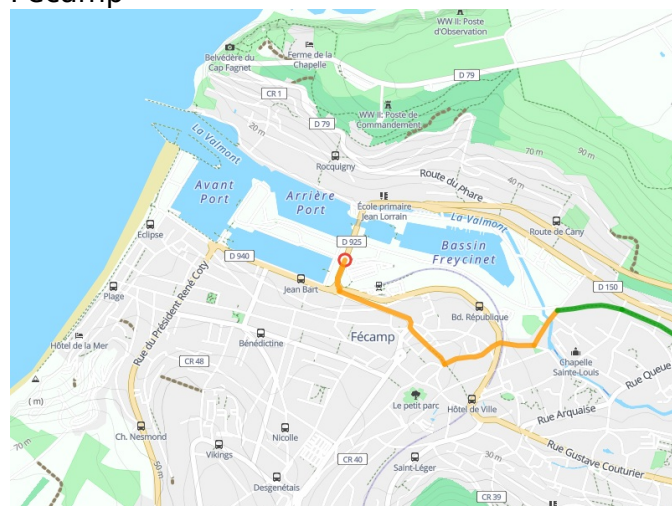 Fécamp
WW II: Poste
d'Observation
Belvédère du
Cap Fagnet
Ferme de la
Chapelle
D 79
CR 1
WW II: Poste de
Commandement
D 79
20 m
70 m
90 m
La Valmont
Rocquigny
Route du Phare
40 m
Avant
Port
Arrière
Port
École primaire
Jean Lorrain
La Valmont
Route de Cany
Éclipse
D 925
Bassin
Freycinet
D 940
Jean Bart
D 150
Plage
Rue du Président René Coty
Bd. République
Bénédictine
Fécamp
Hôtel de la Mer
CR 48
Chapelle
Sainte-Louis
Rue Queue
( m)
Le petit parc
Hôtel de Ville
Rue Arquaise
Ch. Nesmond
Nicolle
Vikings
70 m
50 m
CR 40
Saint-Léger
Rue Gustave Couturier
Desgenétais
CR 39